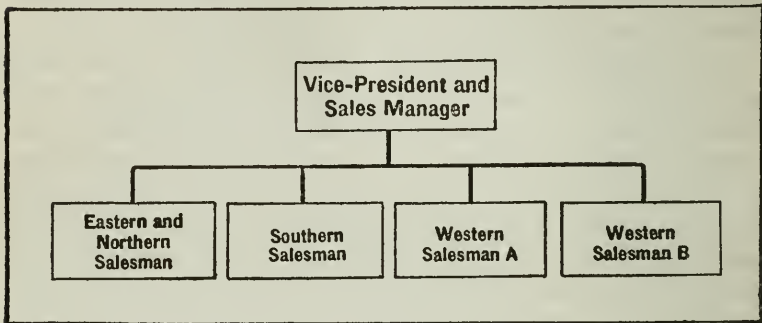 Vice-President and
Sales Manager
Eastern and
Northern
Salesman
Southern
Salesman
Western
Salesman A
Western
Salesman B